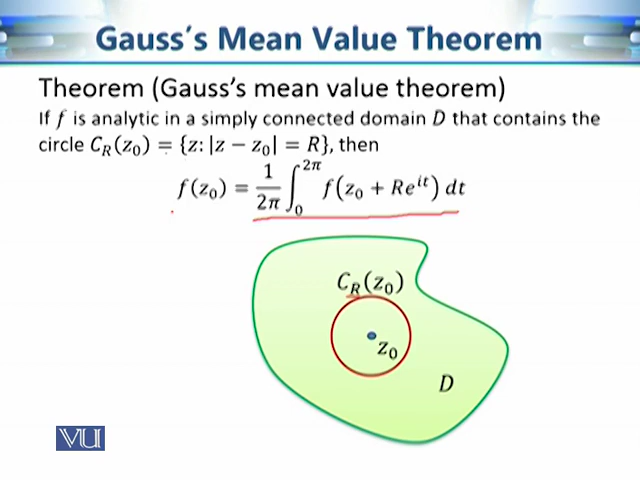 Gauss's Mean Value Theorem
Theorem (Gauss's mean value theorem)
If f is analytic in a simply connected domain D that contains the
circle C_R(z_0) = {z: |z − z_0| = R}, then
f(z_0) = \frac{1}{2π} ∫_0^{2π} f(z_0 + Re^{it}) dt
C_R(z_0)
z_0
D
VU